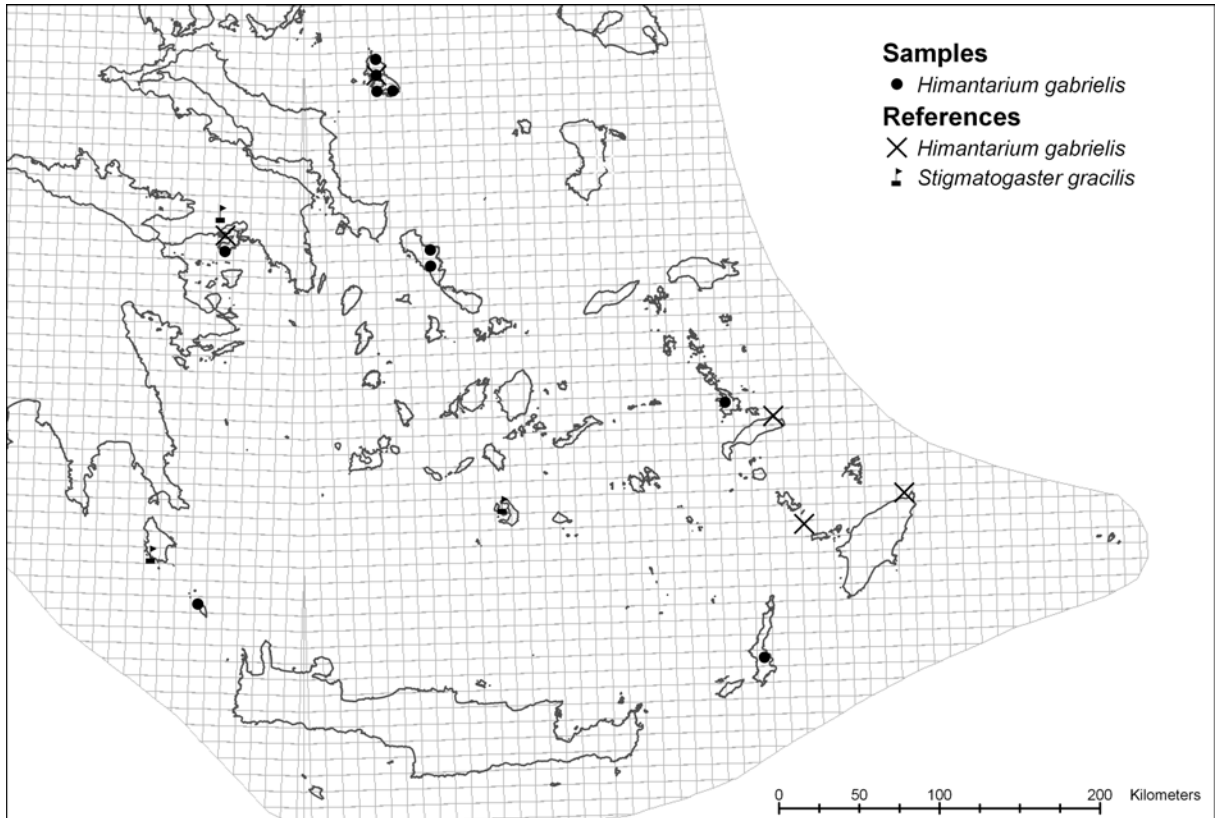 Samples
Himantarium gabrielis
References
Himantarium gabrielis
Stigmatogaster gracilis
0 50 100 200 Kilometers